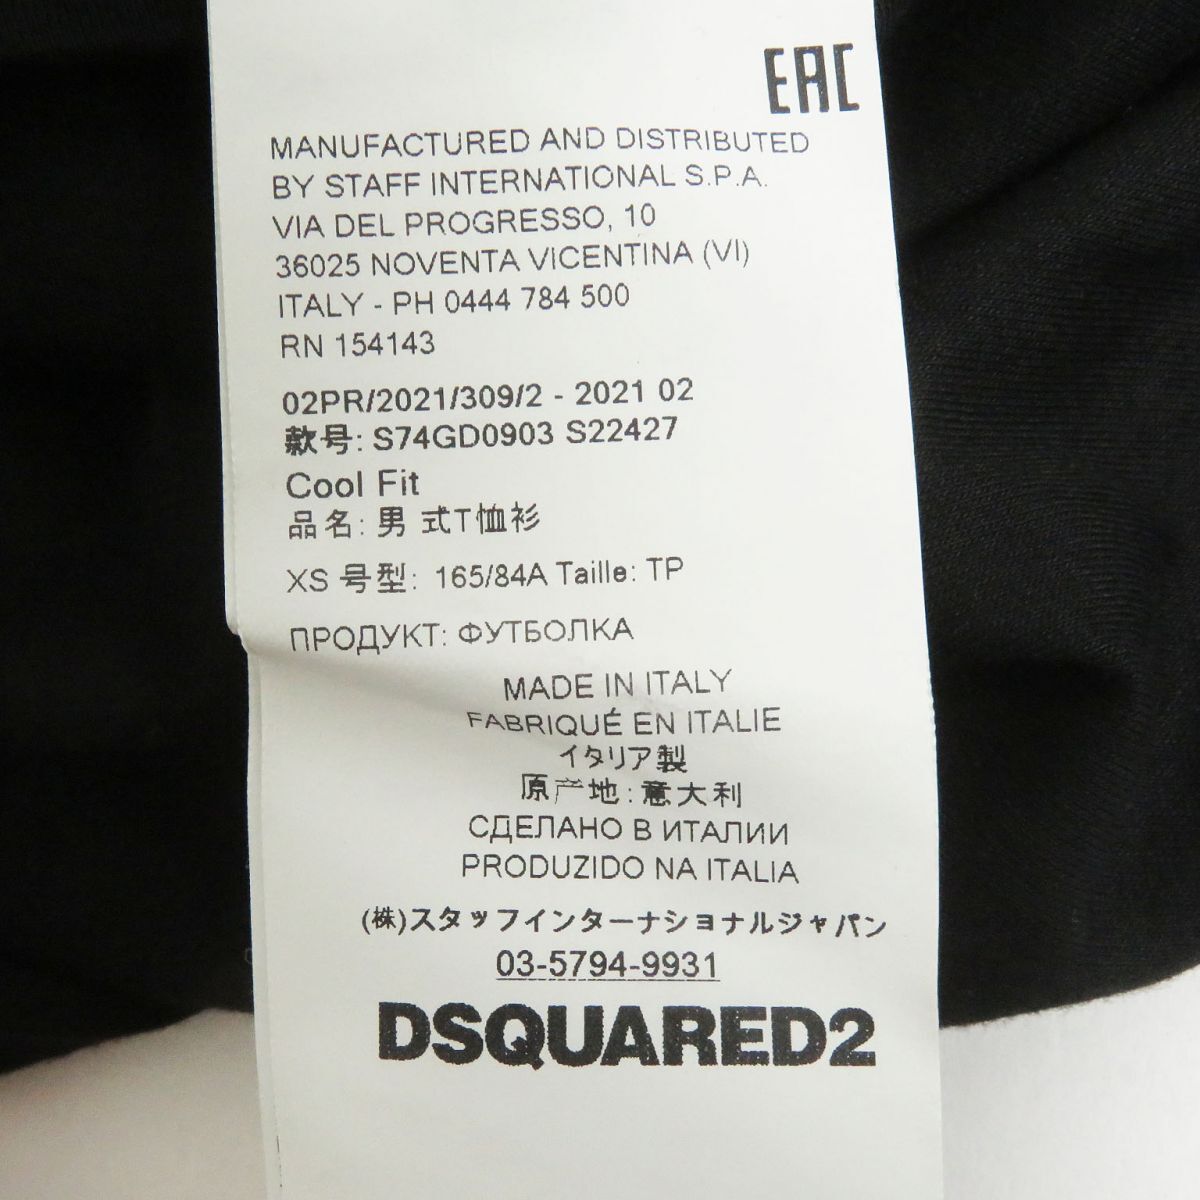 EAC
MANUFACTURED AND DISTRIBUTED
BY STAFF INTERNATIONAL S.P.A.
VIA DEL PROGRESSO, 10
36025 NOVENTA VICENTINA (VI)
ITALY - PH 0444 784 500
RN 154143
02PR/2021/309/2 - 2021 02
款号: S74GD0903 S22427
Cool Fit
品名: 男 式T恤衫
XS 号型: 165/84A Taille: TP
ПРОДУКТ: ФУТБОЛКА
MADE IN ITALY
FABRIQUÉ EN ITALIE
イタリア製
原产地: 意大利
СДЕЛАНО В ИТАЛИИ
PRODUZIDO NA ITALIA
(株)スタッフインターナショナルジャパン
03-5794-9931
DSQUARED2